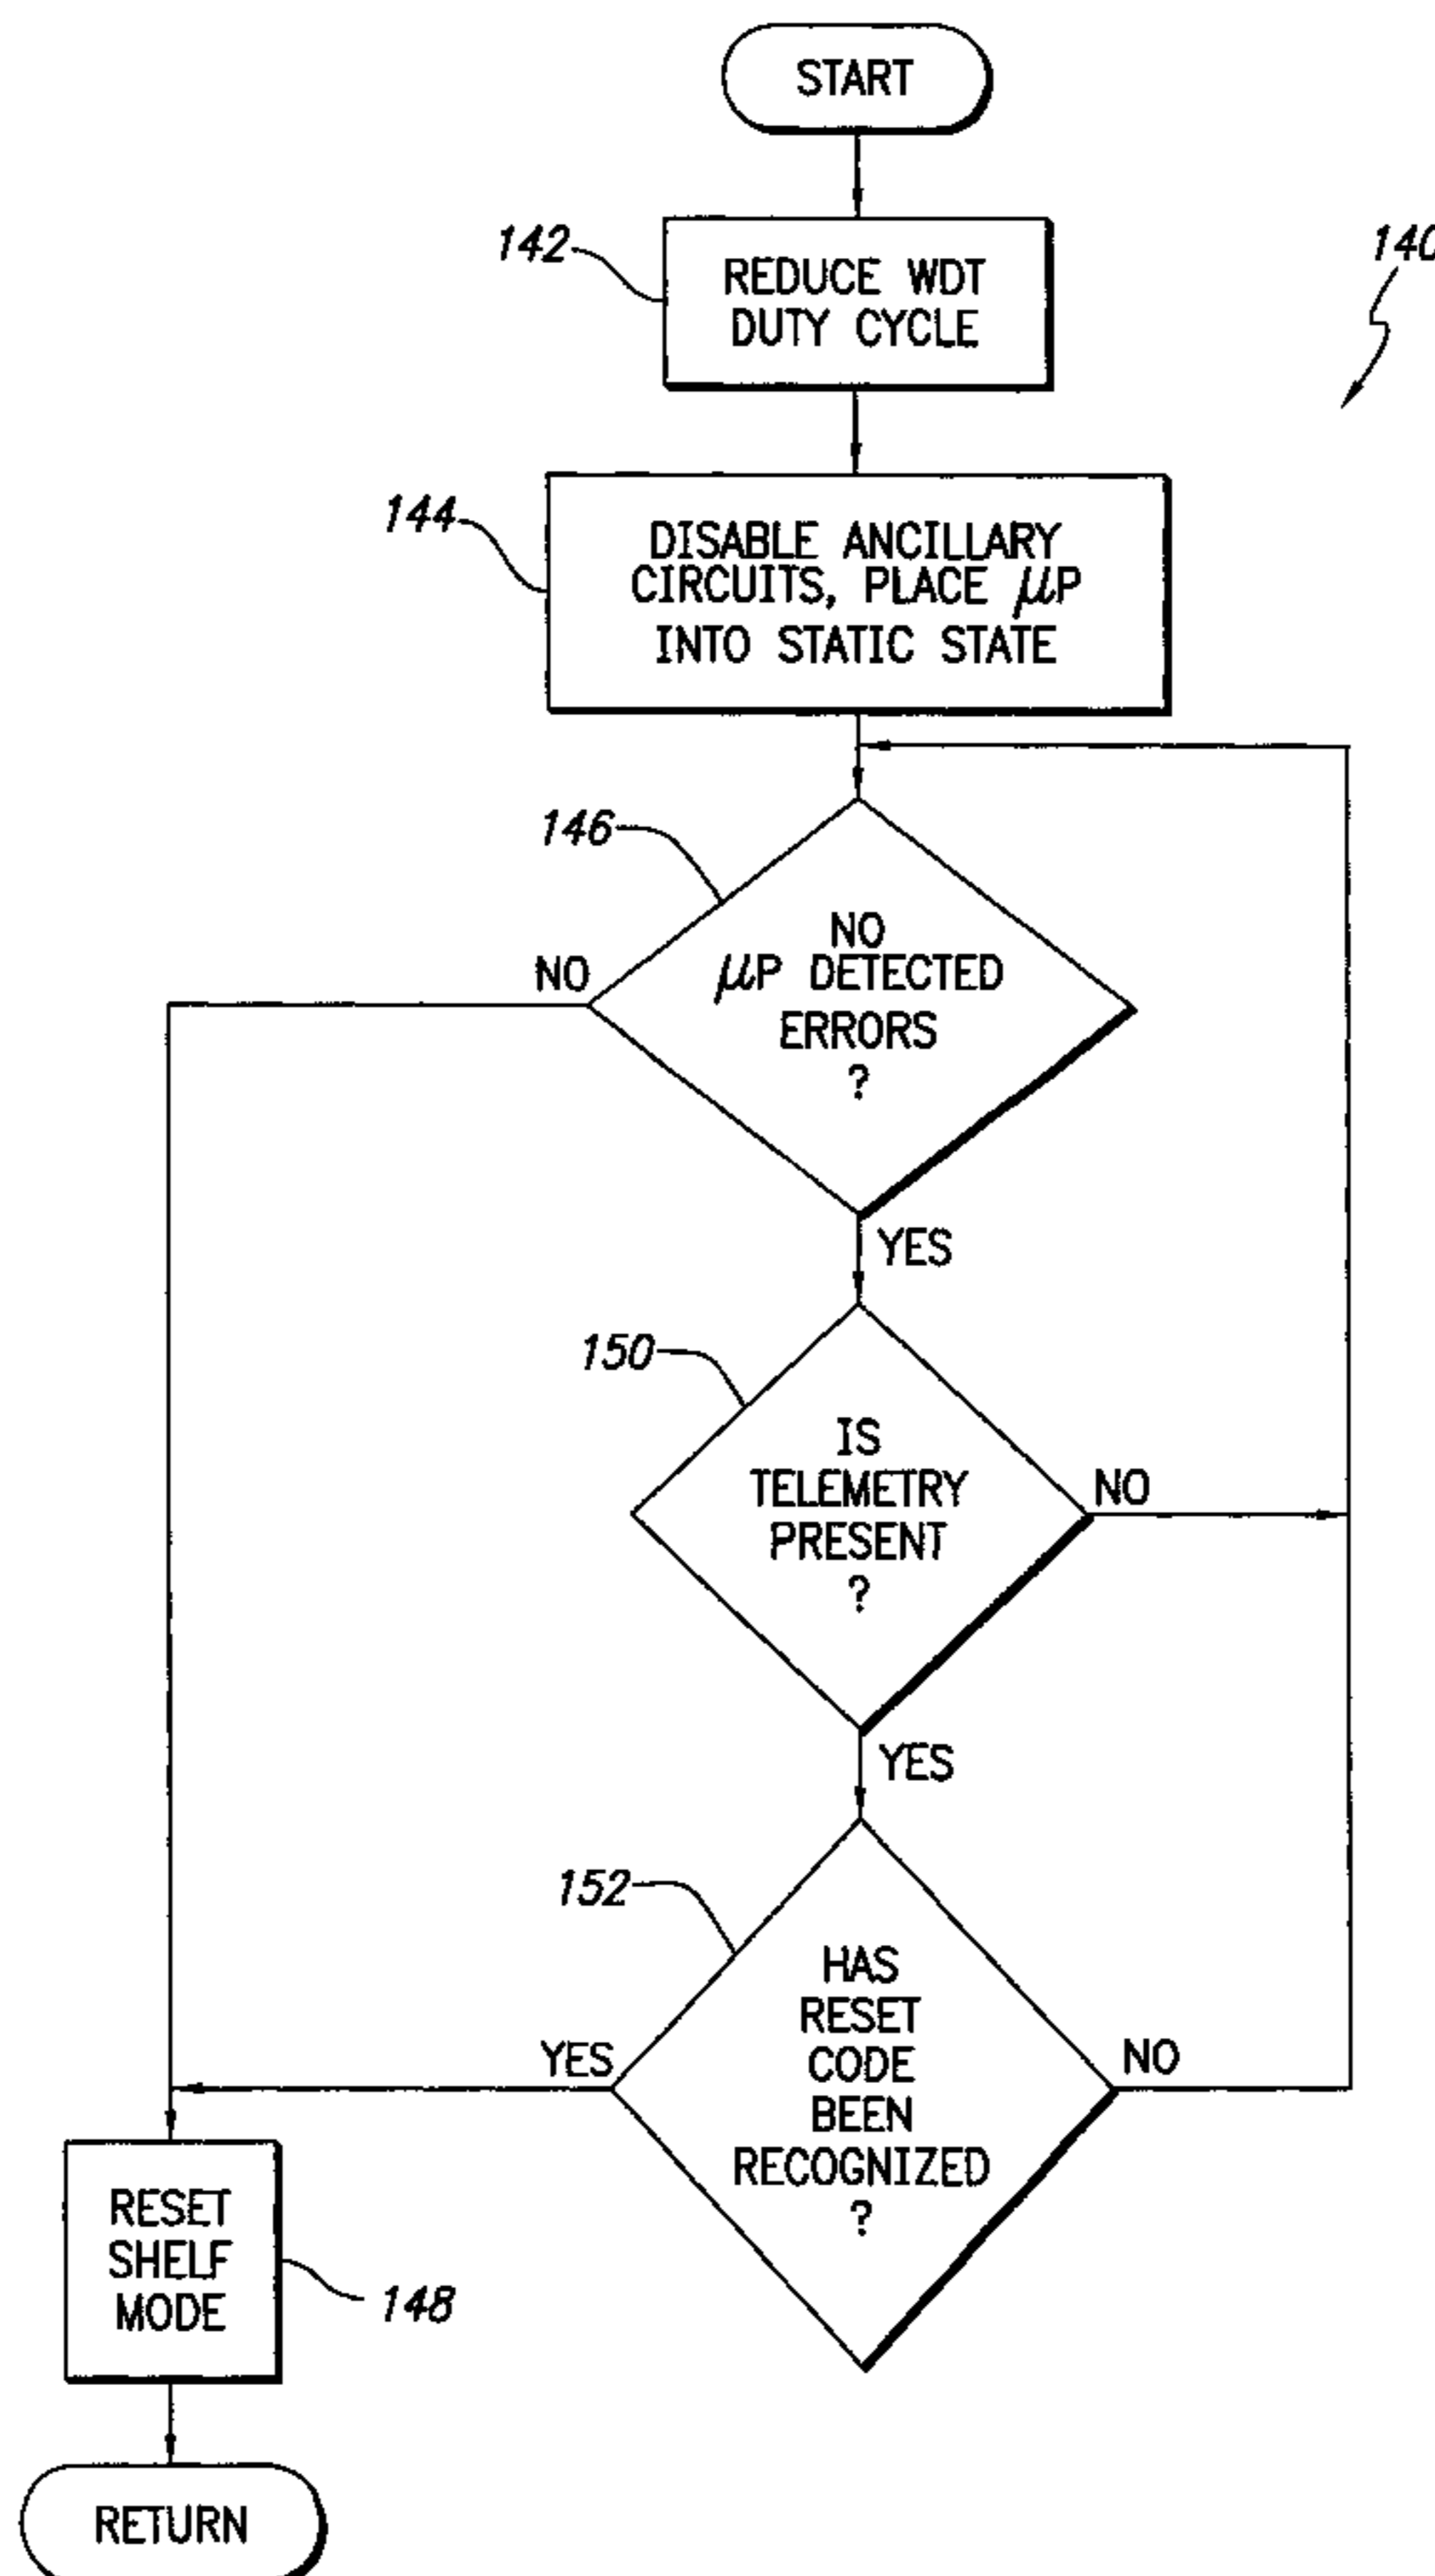 START
142
REDUCE WDT
DUTY CYCLE
140
144
DISABLE ANCILLARY
CIRCUITS, PLACE μP
INTO STATIC STATE
146
NO
NO
μP DETECTED
ERRORS
?
YES
150
IS
TELEMETRY
PRESENT
?
NO
YES
152
HAS
RESET
CODE
BEEN
RECOGNIZED
?
YES
NO
RESET
SHELF
MODE
148
RETURN